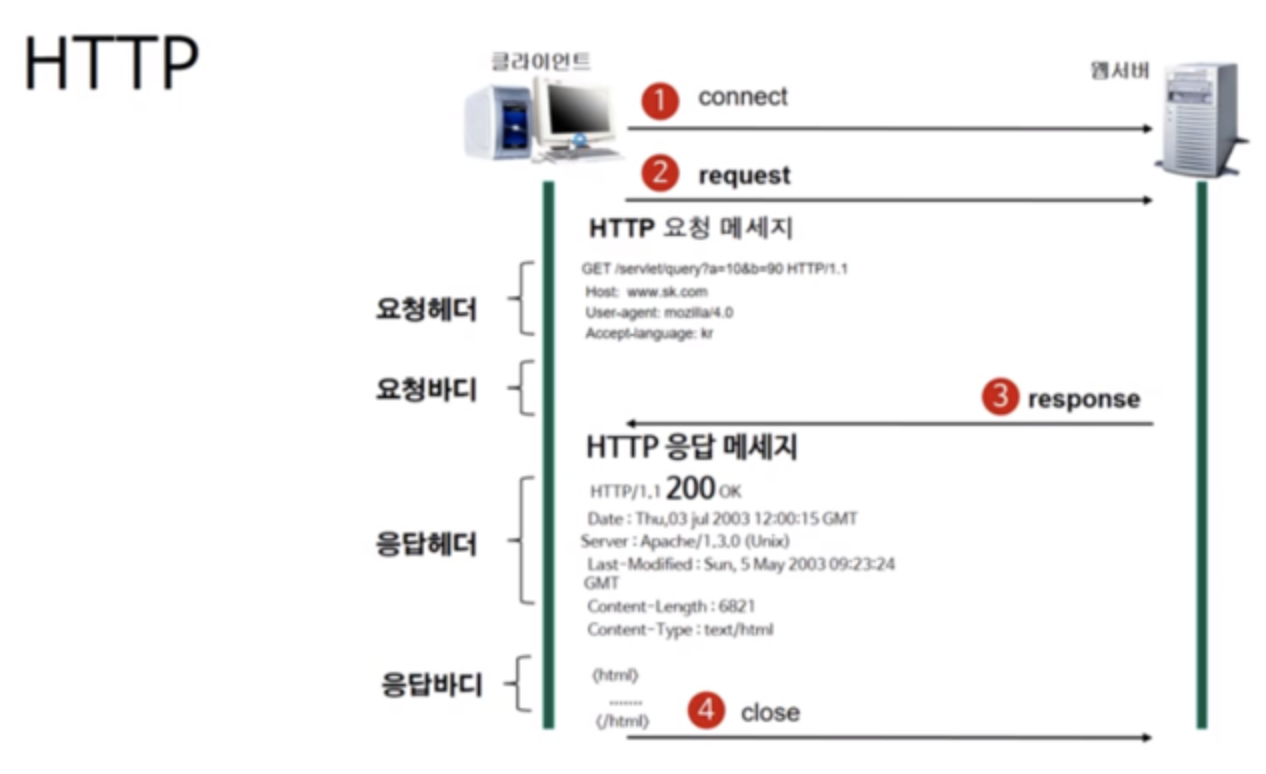 HTTP
클라이언트
웹서버
1 connect
2 request
HTTP 요청 메세지
GET /servlet/query?a=10&b=90 HTTP/1.1
Host: www.sk.com
User-agent: mozilla/4.0
Accept-language: kr
요청헤더
요청바디
3 response
HTTP 응답 메세지
HTTP/1.1 200 OK
Date : Thu,03 jul 2003 12:00:15 GMT
Server : Apache/1.3.0 (Unix)
Last-Modified : Sun, 5 May 2003 09:23:24
GMT
Content-Length : 6821
Content-Type : text/html
응답헤더
응답바디
⟨html⟩
.......
⟨/html⟩
4 close